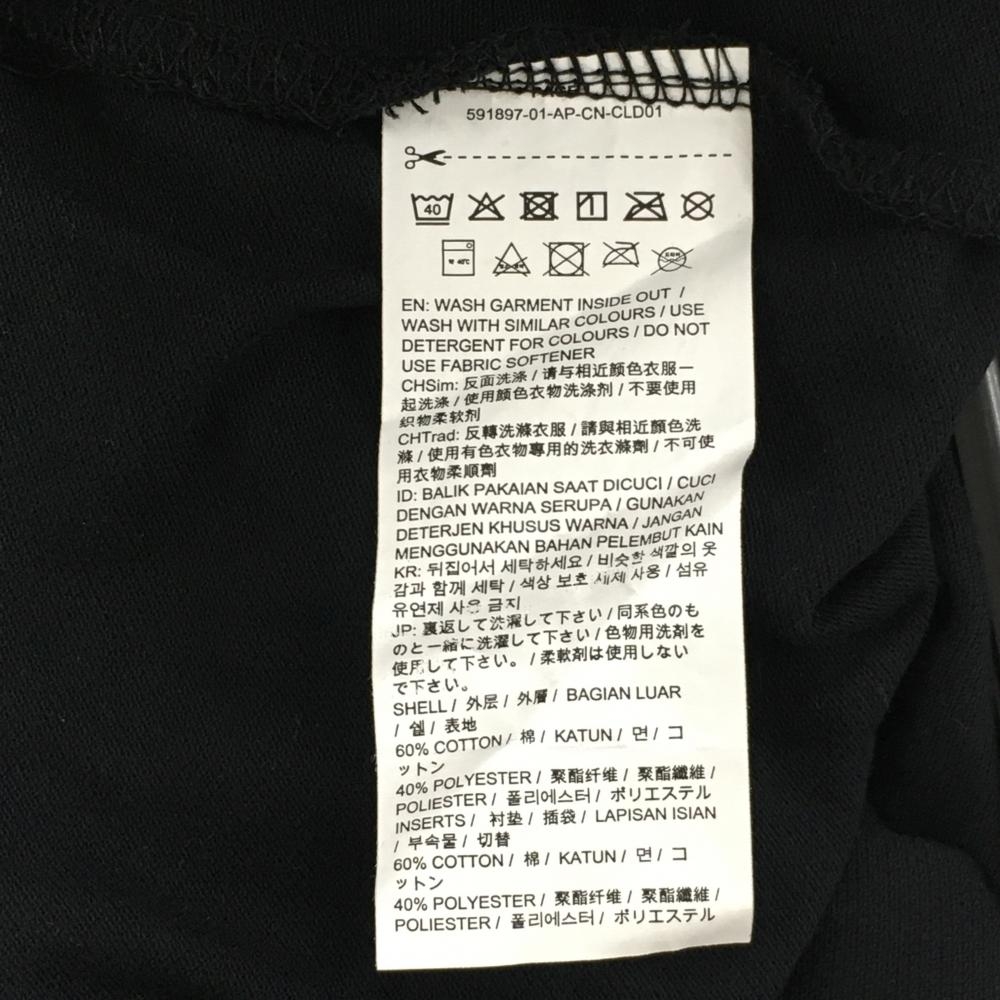 591897-01-AP-CN-CLD01
40
40℃
EN: WASH GARMENT INSIDE OUT /
WASH WITH SIMILAR COLOURS / USE
DETERGENT FOR COLOURS / DO NOT
USE FABRIC SOFTENER
CHSim: 反面洗涤 / 请与相近颜色衣服一
起洗涤 / 使用颜色衣物洗涤剂 / 不要使用
织物柔软剂
CHTrad: 反轉洗滌衣服 / 請與相近顏色洗
滌 / 使用有色衣物專用的洗衣滌劑 / 不可使
用衣物柔順劑
ID: BALIK PAKAIAN SAAT DICUCI / CUCI
DENGAN WARNA SERUPA / GUNAKAN
DETERJEN KHUSUS WARNA / JANGAN
MENGGUNAKAN BAHAN PELEMBUT KAIN
KR: 뒤집어서 세탁하세요 / 비슷한 색깔의 옷
감과 함께 세탁 / 색상 보호 세제 사용 / 섬유
유연제 사용 금지
JP: 裏返して洗濯して下さい / 同系色のも
のと一緒に洗濯して下さい / 色物用洗剤を
使用して下さい。 / 柔軟剤は使用しない
で下さい。
SHELL / 外层 / 外層 / BAGIAN LUAR
/ 쉘 / 表地
60% COTTON / 棉 / KATUN / 면 / コ
ットン
40% POLYESTER / 聚酯纤维 / 聚酯纖維 /
POLIESTER / 폴리에스터 / ポリエステル
INSERTS / 衬垫 / 插袋 / LAPISAN ISIAN
/ 부속물 / 切替
60% COTTON / 棉 / KATUN / 면 / コ
ットン
40% POLYESTER / 聚酯纤维 / 聚酯纖維 /
POLIESTER / 폴리에스터 / ポリエステル